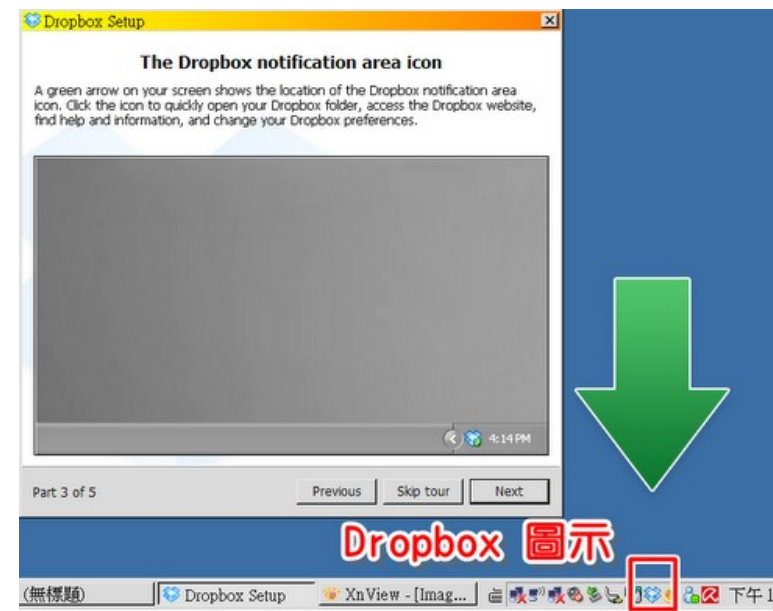 Dropbox Setup
The Dropbox notification area icon
A green arrow on your screen shows the location of the Dropbox notification area
icon. Click the icon to quickly open your Dropbox folder, access the Dropbox website,
find help and information, and change your Dropbox preferences.
4:14 PM
Part 3 of 5
Previous
Skip tour
Next
Dropbox 圖示
(無標題)
Dropbox Setup
XnView - [Imag...
下午 1